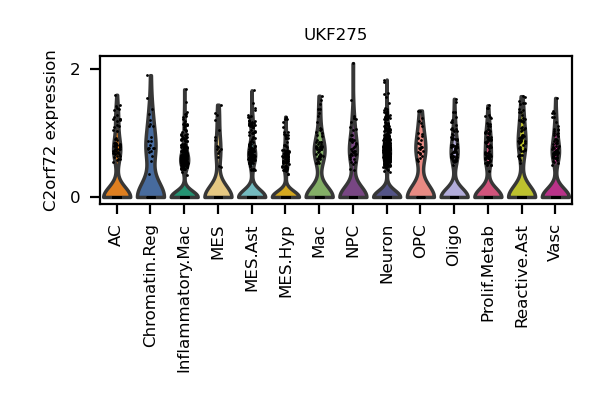 UKF275
C2orf72 expression
2
0
AC
Chromatin.Reg
Inflammatory.Mac
MES
MES.Ast
MES.Hyp
Mac
NPC
Neuron
OPC
Oligo
Prolif.Metab
Reactive.Ast
Vasc